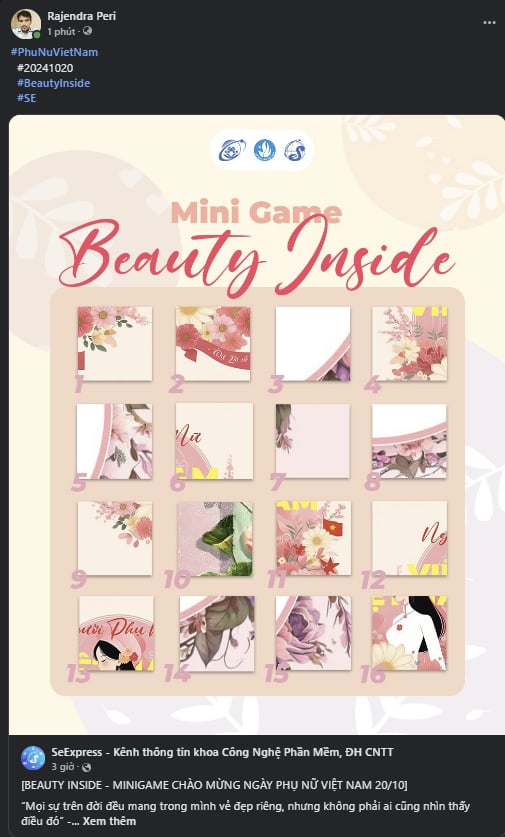 Rajendra Peri
1 phút
#PhuNuVietNam
#20241020
#BeautyInside
#SE
Mini Game
Beauty Inside
1
2
3
4
5
6
Nữ
7
8
9
10
11
12
13
14
15
16
SeExpress - Kênh thông tin khoa Công Nghệ Phần Mềm, ĐH CNTT
3 giờ
[BEAUTY INSIDE - MINIGAME CHÀO MỪNG NGÀY PHỤ NỮ VIỆT NAM 20/10]
“Mọi sự trên đời đều mang trong mình vẻ đẹp riêng, nhưng không phải ai cũng nhìn thấy
điều đó” -... Xem thêm